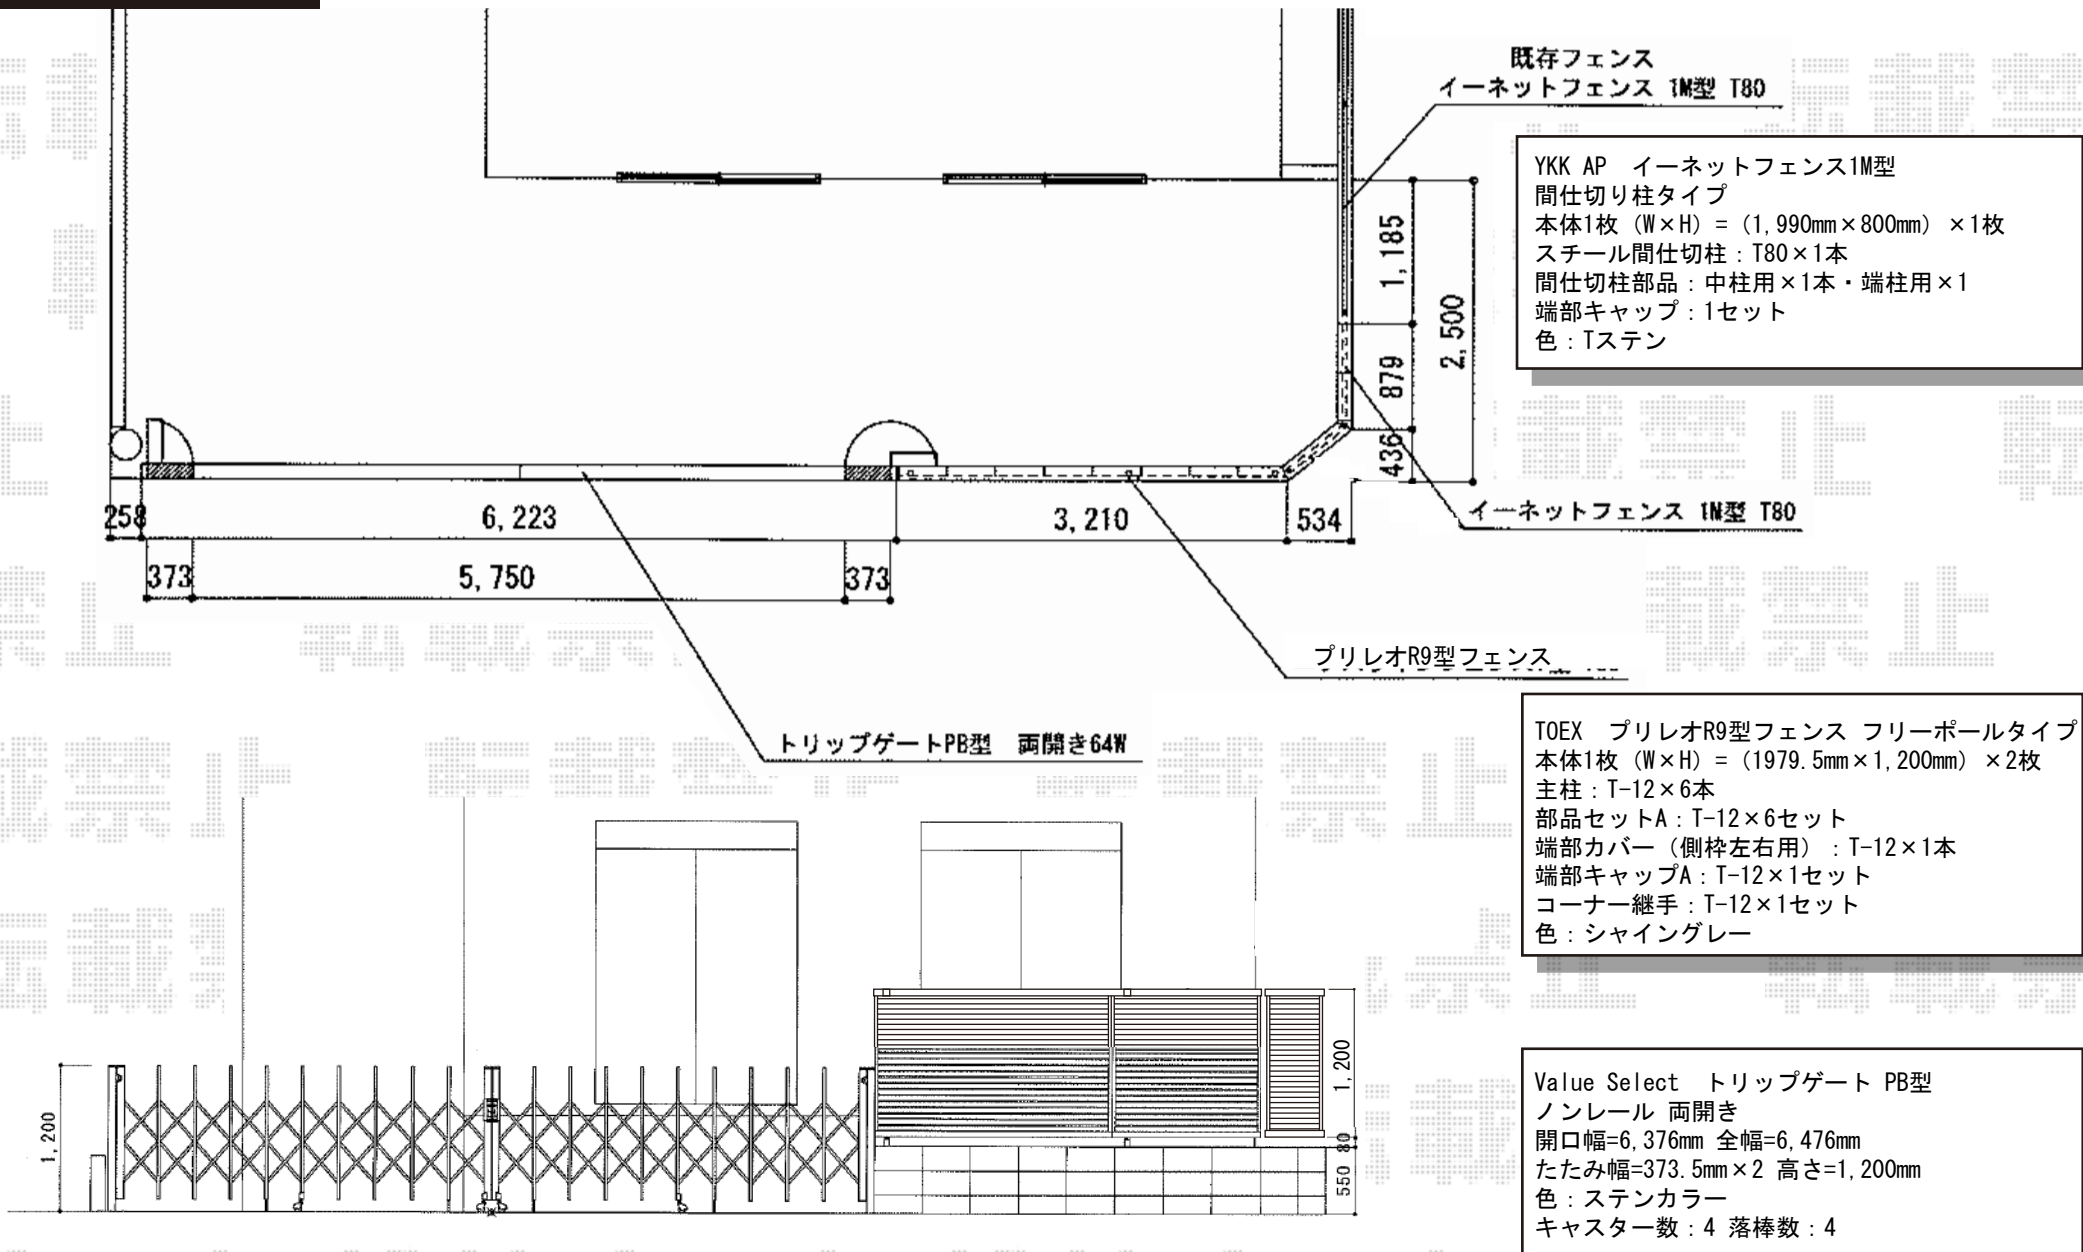 既存フェンス
イーネットフェンス 1M型 T80
YKK AP イーネットフェンス1M型
間仕切り柱タイプ
本体1枚（W×H）=（1,990mm×800mm）×1枚
スチール間仕切柱：T80×1本
間仕切柱部品：中柱用×1本・端柱用×1
端部キャップ：1セット
色：Tステン
1,185
2,500
879
436
イーネットフェンス 1M型 T80
258
6,223
3,210
534
373
5,750
373
プリレオR9型フェンス
トリップゲートPB型 両開き64W
TOEX プリレオR9型フェンス フリーポールタイプ
本体1枚（W×H）=（1979.5mm×1,200mm）×2枚
主柱：T-12×6本
部品セットA：T-12×6セット
端部カバー（側枠左右用）：T-12×1本
端部キャップA：T-12×1セット
コーナー継手：T-12×1セット
色：シャイングレー
1,200
1,200
80
550
Value Select トリップゲート PB型
ノンレール 両開き
開口幅=6,376mm 全幅=6,476mm
たたみ幅=373.5mm×2 高さ=1,200mm
色：ステンカラー
キャスター数：4 落棒数：4